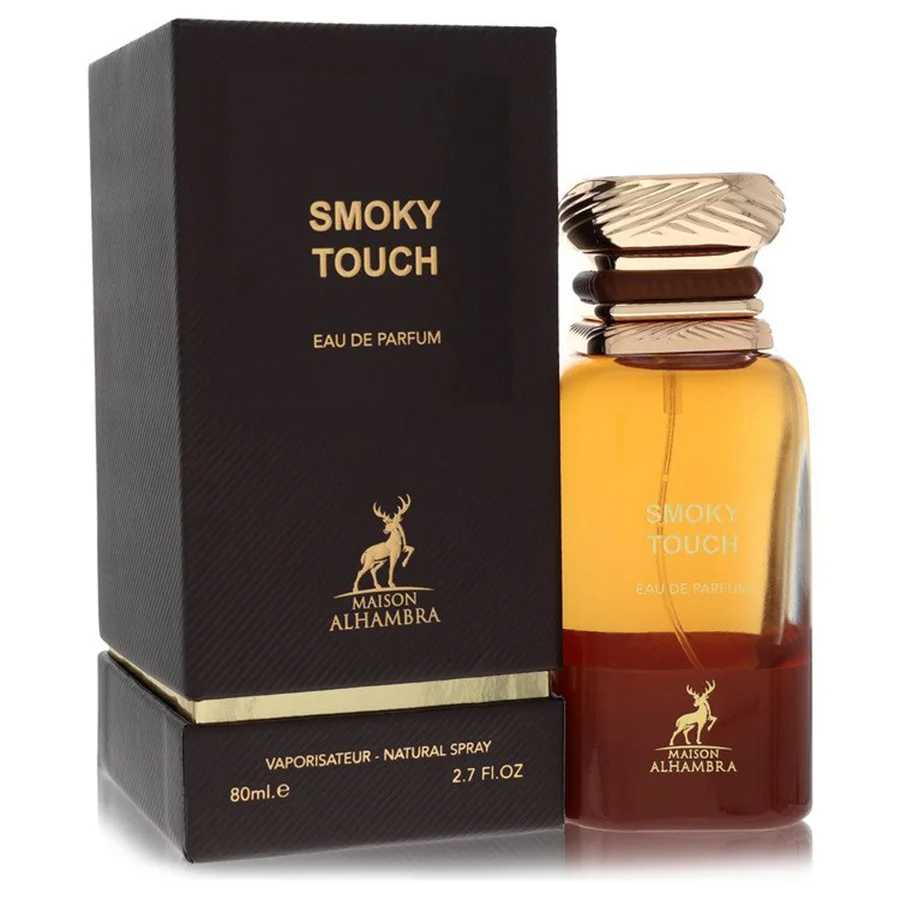 SMOKY
TOUCH
EAU DE PARFUM
MAISON
ALHAMBRA
VAPORISATEUR - NATURAL SPRAY
80ml.e
2.7 Fl.OZ
SMOKY
TOUCH
EAU DE PARFUM
MAISON
ALHAMBRA